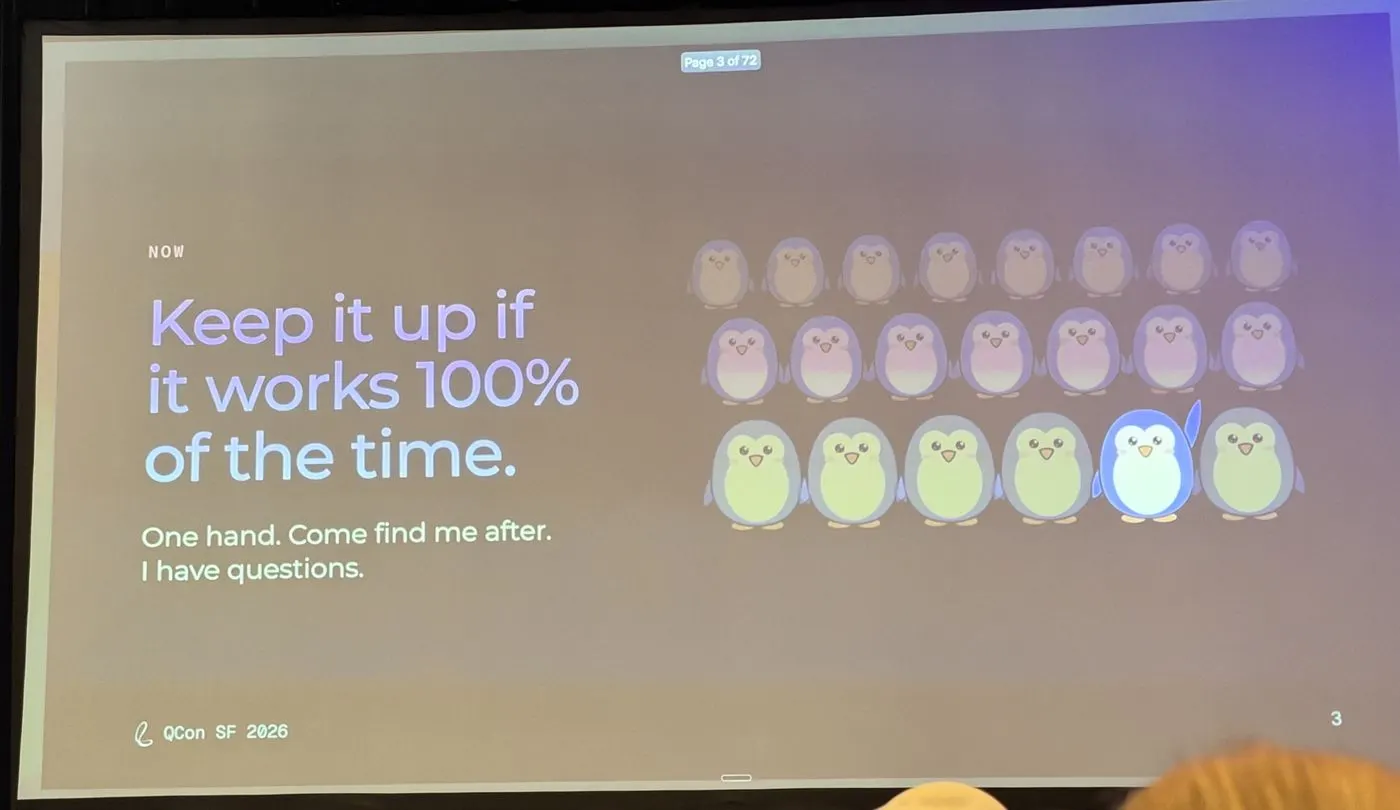 Page 3 of 72
NOW
Keep it up if
it works 100%
of the time.
One hand. Come find me after.
I have questions.
QCon SF 2026
3